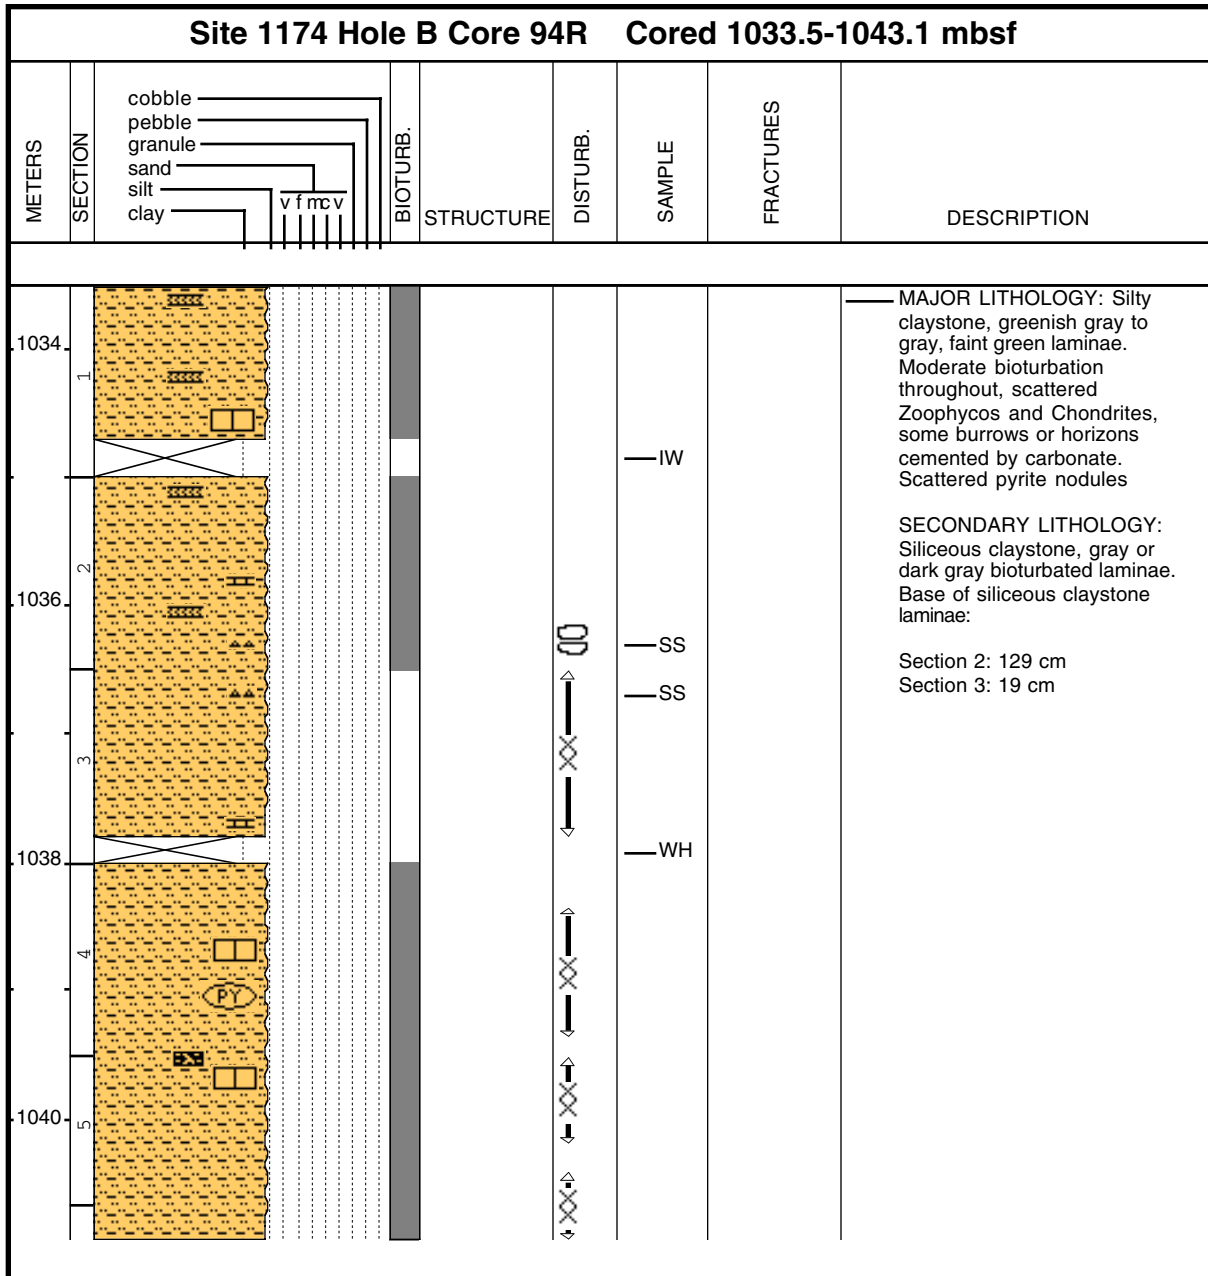 Site 1174 Hole B Core 94R Cored 1033.5-1043.1 mbsf
METERS
SECTION
cobble
pebble
granule
sand
silt
v f m c v
clay
BIOTURB.
STRUCTURE
DISTURB.
SAMPLE
FRACTURES
DESCRIPTION
1034
1
2
1036
3
1038
4
PY
1040
5
IW
SS
SS
WH
MAJOR LITHOLOGY: Silty
claystone, greenish gray to
gray, faint green laminae.
Moderate bioturbation
throughout, scattered
Zoophycos and Chondrites,
some burrows or horizons
cemented by carbonate.
Scattered pyrite nodules
SECONDARY LITHOLOGY:
Siliceous claystone, gray or
dark gray bioturbated laminae.
Base of siliceous claystone
laminae:
Section 2: 129 cm
Section 3: 19 cm